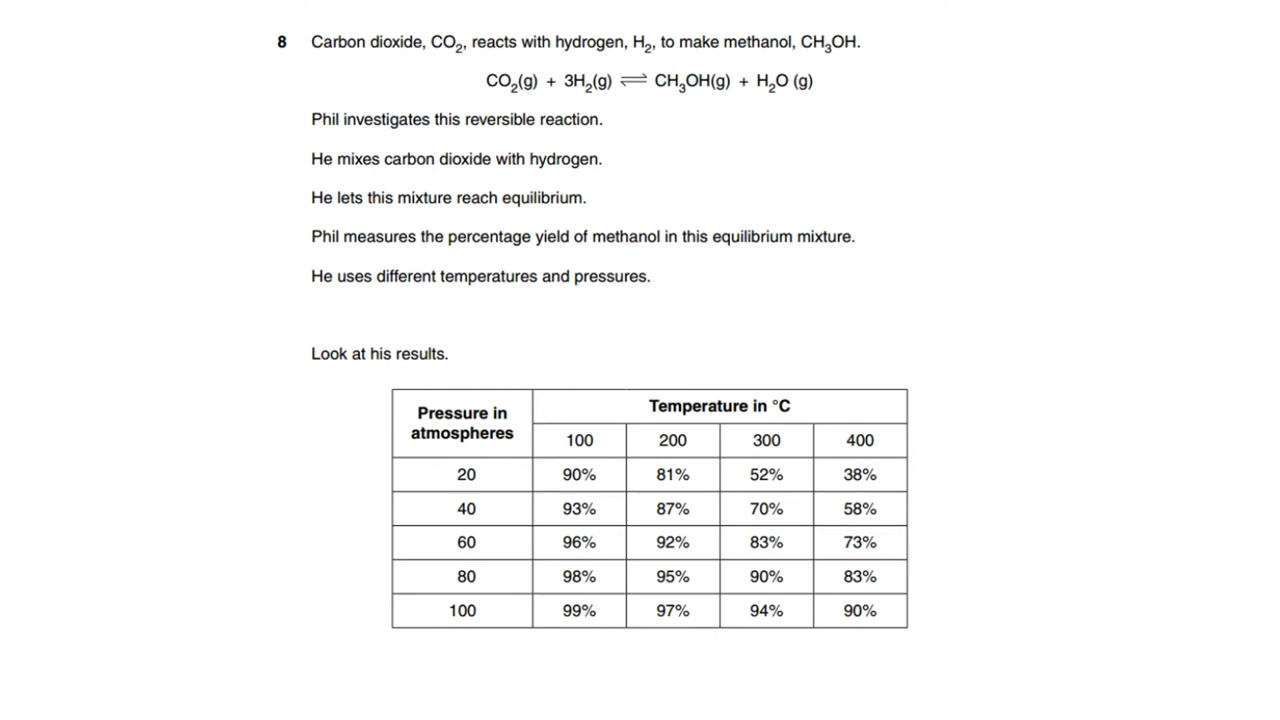 8 Carbon dioxide, CO₂, reacts with hydrogen, H₂, to make methanol, CH₃OH.
CO₂(g) + 3H₂(g) ⇌ CH₃OH(g) + H₂O (g)
Phil investigates this reversible reaction.
He mixes carbon dioxide with hydrogen.
He lets this mixture reach equilibrium.
Phil measures the percentage yield of methanol in this equilibrium mixture.
He uses different temperatures and pressures.
Look at his results.
Pressure in atmospheres Temperature in °C
100 200 300 400
20 90% 81% 52% 38%
40 93% 87% 70% 58%
60 96% 92% 83% 73%
80 98% 95% 90% 83%
100 99% 97% 94% 90%